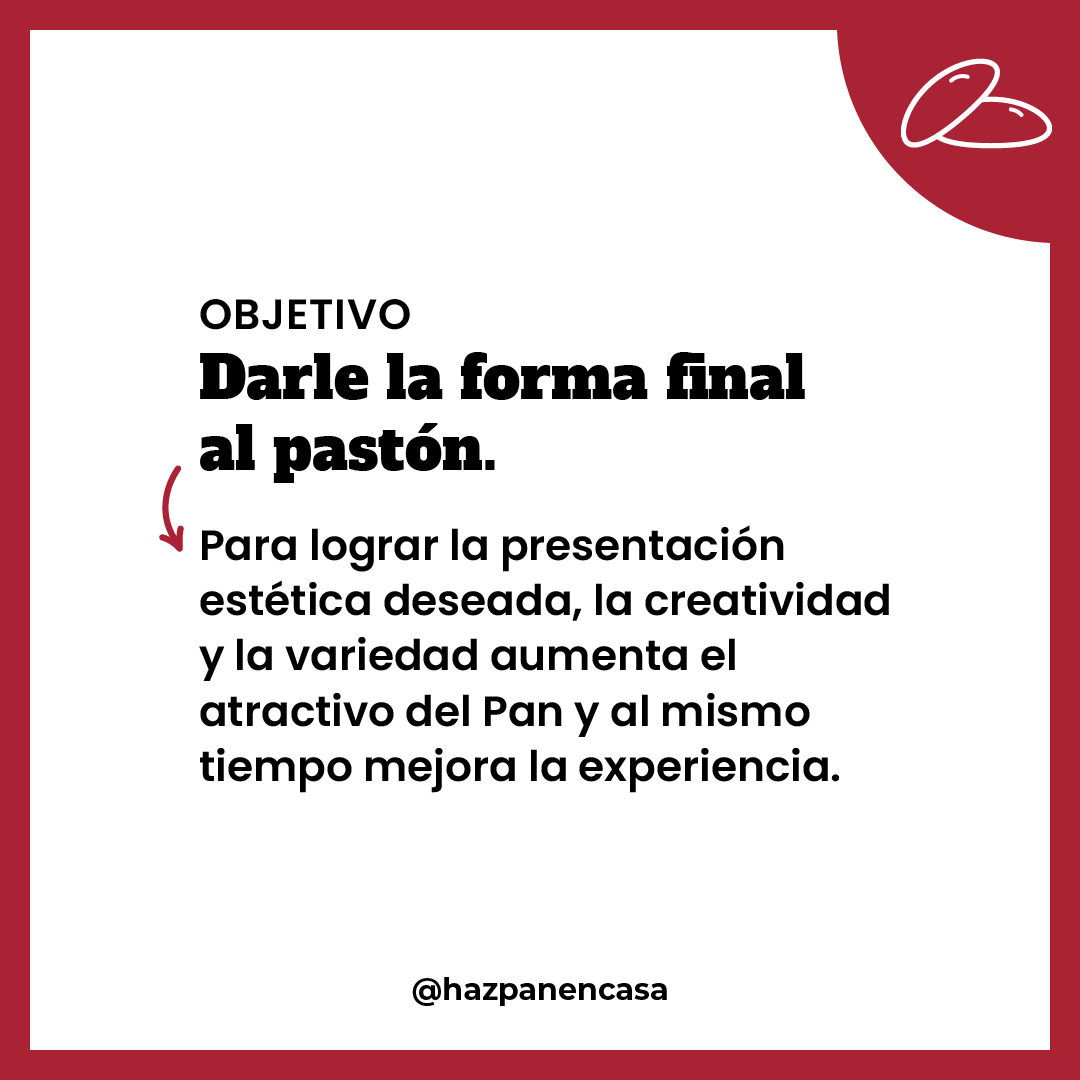 OBJETIVO
Darle la forma final
al pastón.
Para lograr la presentación
estética deseada, la creatividad
y la variedad aumenta el
atractivo del Pan y al mismo
tiempo mejora la experiencia.
@hazpanencasa